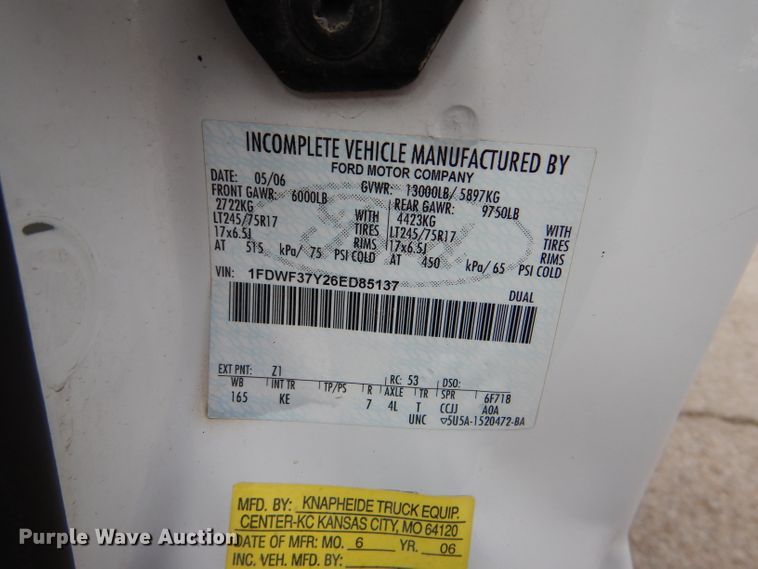 INCOMPLETE VEHICLE MANUFACTURED BY
FORD MOTOR COMPANY
DATE: 05/06 GVWR: 13000LB/ 5897KG
FRONT GAWR: 6000LB REAR GAWR: 9750LB
2722KG WITH 4423KG WITH
LT245/75R17 TIRES LT245/75R17 TIRES
17x6.5J RIMS 17x6.5J RIMS
AT 515 kPa/ 75 PSI COLD AT 450 kPa/ 65 PSI COLD
VIN: 1FDWF37Y26ED85137 DUAL
EXT PNT: Z1 RC: 53 DSO:
WB INT TR TP/PS R AXLE TR SPR 6F718
165 KE 7 4L T CCJJ A0A
UNC ▽5U5A-1520472-BA
MFD. BY: KNAPHEIDE TRUCK EQUIP.
CENTER-KC KANSAS CITY, MO 64120
DATE OF MFR: MO. 6 YR. 06
INC. VEH. MFD. BY:
Purple Wave Auction